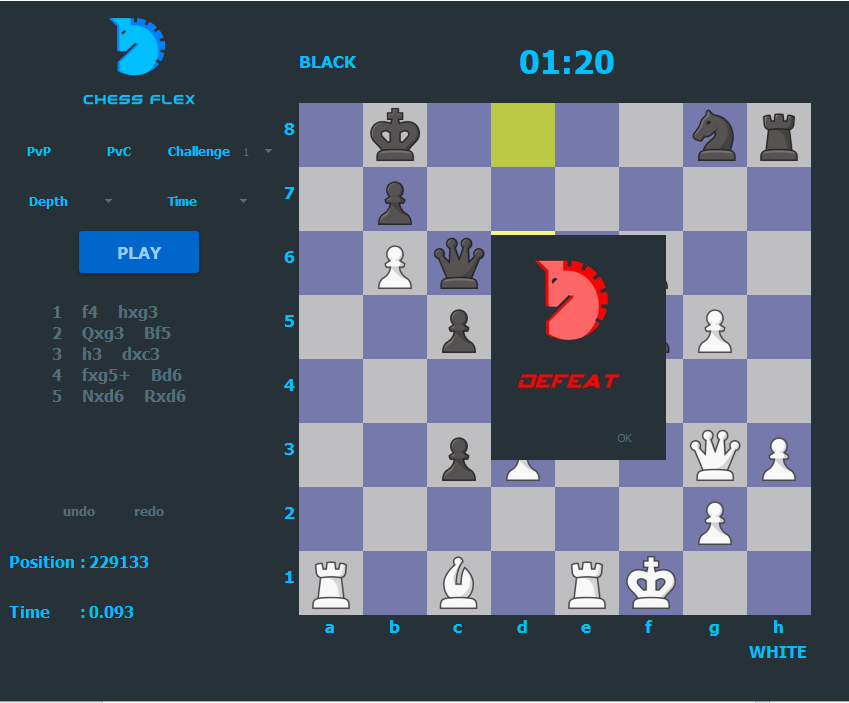 CHESS FLEX
BLACK 01:20
PvP PvC Challenge 1
Depth Time
PLAY
1 f4 hxg3
2 Qxg3 Bf5
3 h3 dxc3
4 fxg5+ Bd6
5 Nxd6 Rxd6
undo redo
Position : 229133
Time : 0.093
8
7
6
5
4
3
2
1
DEFEAT
OK
a b c d e f g h
WHITE